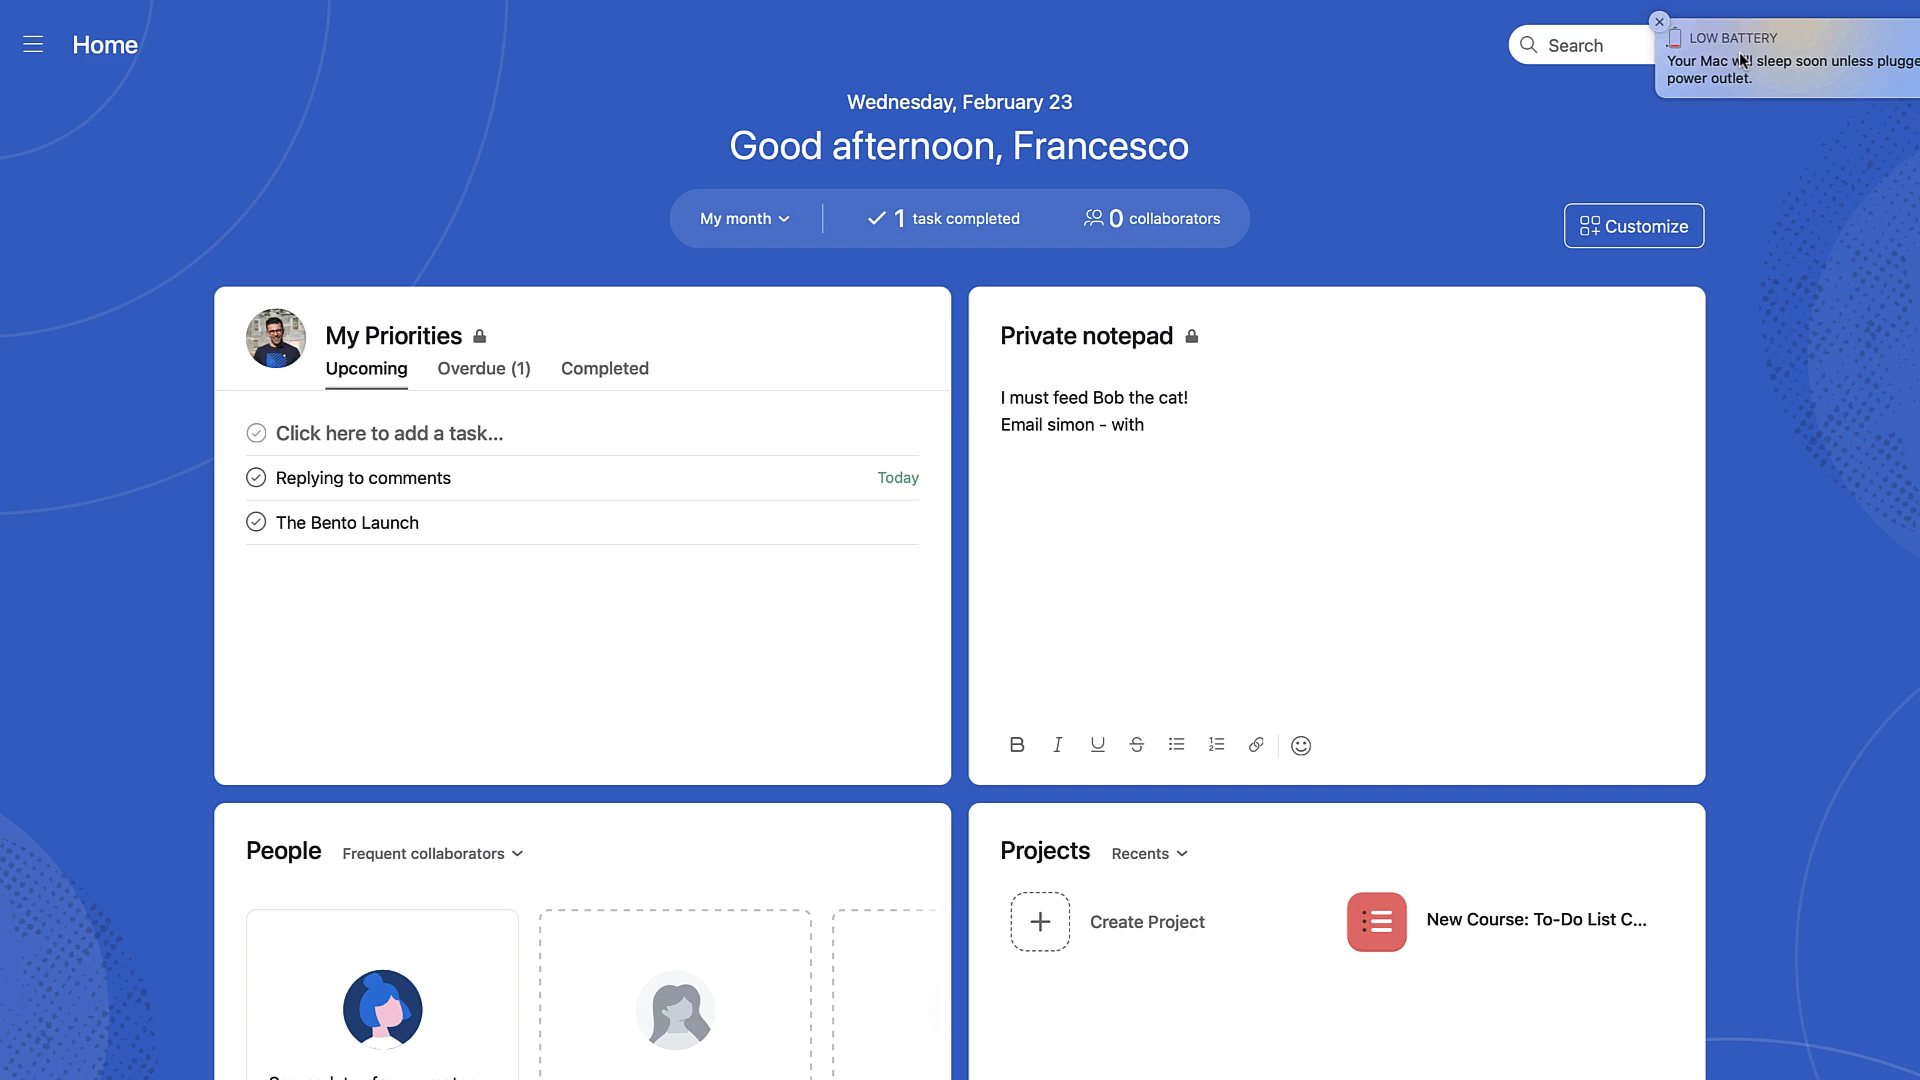 Home
Search
LOW BATTERY
Your Mac will sleep soon unless plugge
power outlet.
Wednesday, February 23
Good afternoon, Francesco
My month
1 task completed
0 collaborators
Customize
My Priorities
Upcoming
Overdue (1)
Completed
Click here to add a task...
Replying to comments
Today
The Bento Launch
Private notepad
I must feed Bob the cat!
Email simon - with
B I U S
People
Frequent collaborators
Projects
Recents
Create Project
New Course: To-Do List C...